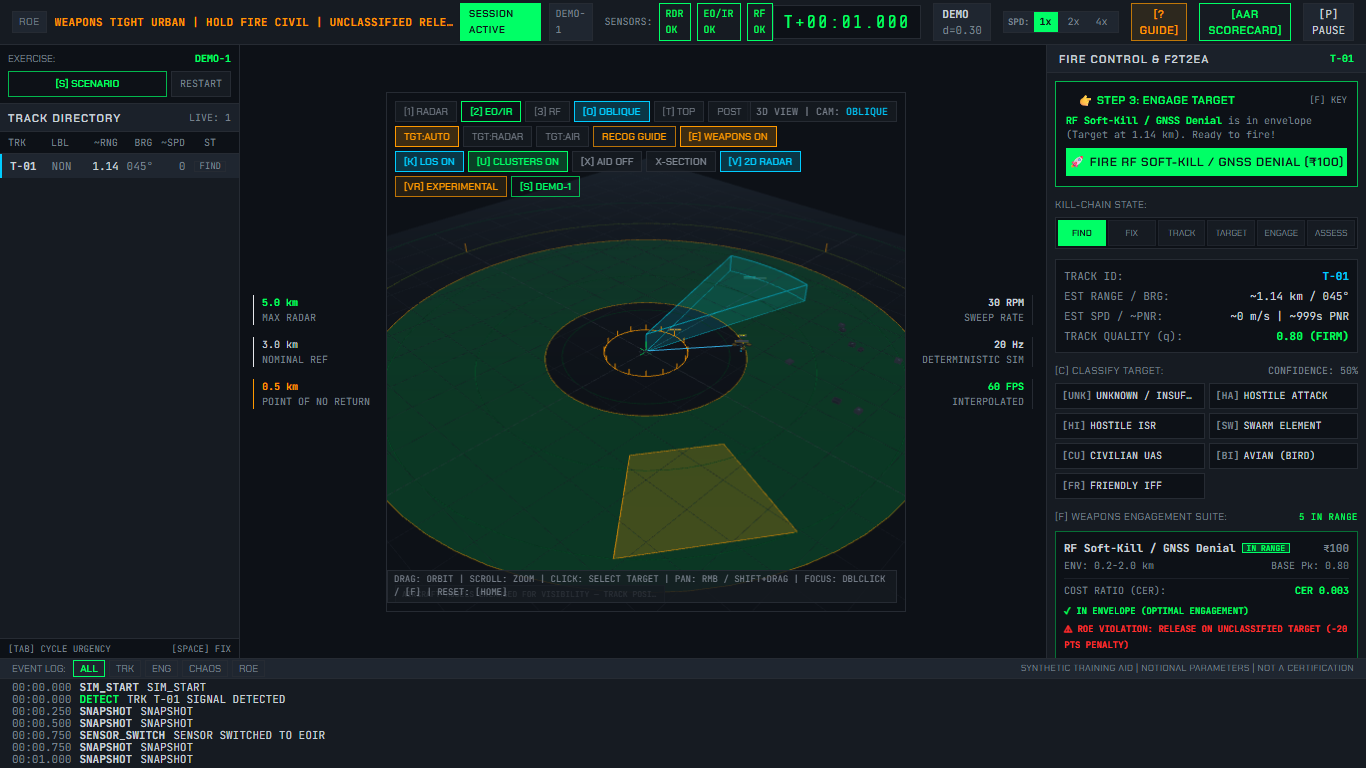 ROE
WEAPONS TIGHT URBAN | HOLD FIRE CIVIL | UNCLASSIFIED RELE…
SESSION ACTIVE
DEMO-1
SENSORS:
RDR OK
EO/IR OK
RF OK
T+00:01.000
DEMO
d=0.30
SPD: 1x 2x 4x
[? GUIDE]
[AAR SCORECARD]
[P] PAUSE
EXERCISE: DEMO-1
[S] SCENARIO RESTART
TRACK DIRECTORY LIVE: 1
TRK LBL ~RNG BRG ~SPD ST
T-01 NON 1.14 045° 0 FIND
[TAB] CYCLE URGENCY [SPACE] FIX
[1] RADAR [2] EO/IR [3] RF [O] OBLIQUE [T] TOP POST 3D VIEW | CAM: OBLIQUE
TGT:AUTO TGT:RADAR TGT:AIR RECOG GUIDE [E] WEAPONS ON
[K] LOS ON [U] CLUSTERS ON [X] AID OFF X-SECTION [V] 2D RADAR
[VR] EXPERIMENTAL [S] DEMO-1
5.0 km
MAX RADAR
3.0 km
NOMINAL REF
0.5 km
POINT OF NO RETURN
30 RPM
SWEEP RATE
20 Hz
DETERMINISTIC SIM
60 FPS
INTERPOLATED
DRAG: ORBIT | SCROLL: ZOOM | CLICK: SELECT TARGET | PAN: RMB / SHIFT+DRAG | FOCUS: DBLCLICK
/ [F] | RESET: [HOME]
FIRE CONTROL & F2T2EA T-01
👉 STEP 3: ENGAGE TARGET [F] KEY
RF Soft-Kill / GNSS Denial is in envelope
(Target at 1.14 km). Ready to fire!
🚀 FIRE RF SOFT-KILL / GNSS DENIAL (₹100)
KILL-CHAIN STATE:
FIND FIX TRACK TARGET ENGAGE ASSESS
TRACK ID: T-01
EST RANGE / BRG: ~1.14 km / 045°
EST SPD / ~PNR: ~0 m/s | ~999s PNR
TRACK QUALITY (q): 0.80 (FIRM)
[C] CLASSIFY TARGET: CONFIDENCE: 50%
[UNK] UNKNOWN / INSUF… [HA] HOSTILE ATTACK
[HI] HOSTILE ISR [SW] SWARM ELEMENT
[CU] CIVILIAN UAS [BI] AVIAN (BIRD)
[FR] FRIENDLY IFF
[F] WEAPONS ENGAGEMENT SUITE: 5 IN RANGE
RF Soft-Kill / GNSS Denial IN RANGE ₹100
ENV: 0.2-2.0 km BASE Pk: 0.80
COST RATIO (CER): CER 0.003
✓ IN ENVELOPE (OPTIMAL ENGAGEMENT)
⚠ ROE VIOLATION: RELEASE ON UNCLASSIFIED TARGET (-20
PTS PENALTY)
EVENT LOG: ALL TRK ENG CHAOS ROE
SYNTHETIC TRAINING AID | NOTIONAL PARAMETERS | NOT A CERTIFICATION
00:00.000 SIM_START SIM_START
00:00.000 DETECT TRK T-01 SIGNAL DETECTED
00:00.250 SNAPSHOT SNAPSHOT
00:00.500 SNAPSHOT SNAPSHOT
00:00.750 SENSOR_SWITCH SENSOR SWITCHED TO EOIR
00:00.750 SNAPSHOT SNAPSHOT
00:01.000 SNAPSHOT SNAPSHOT